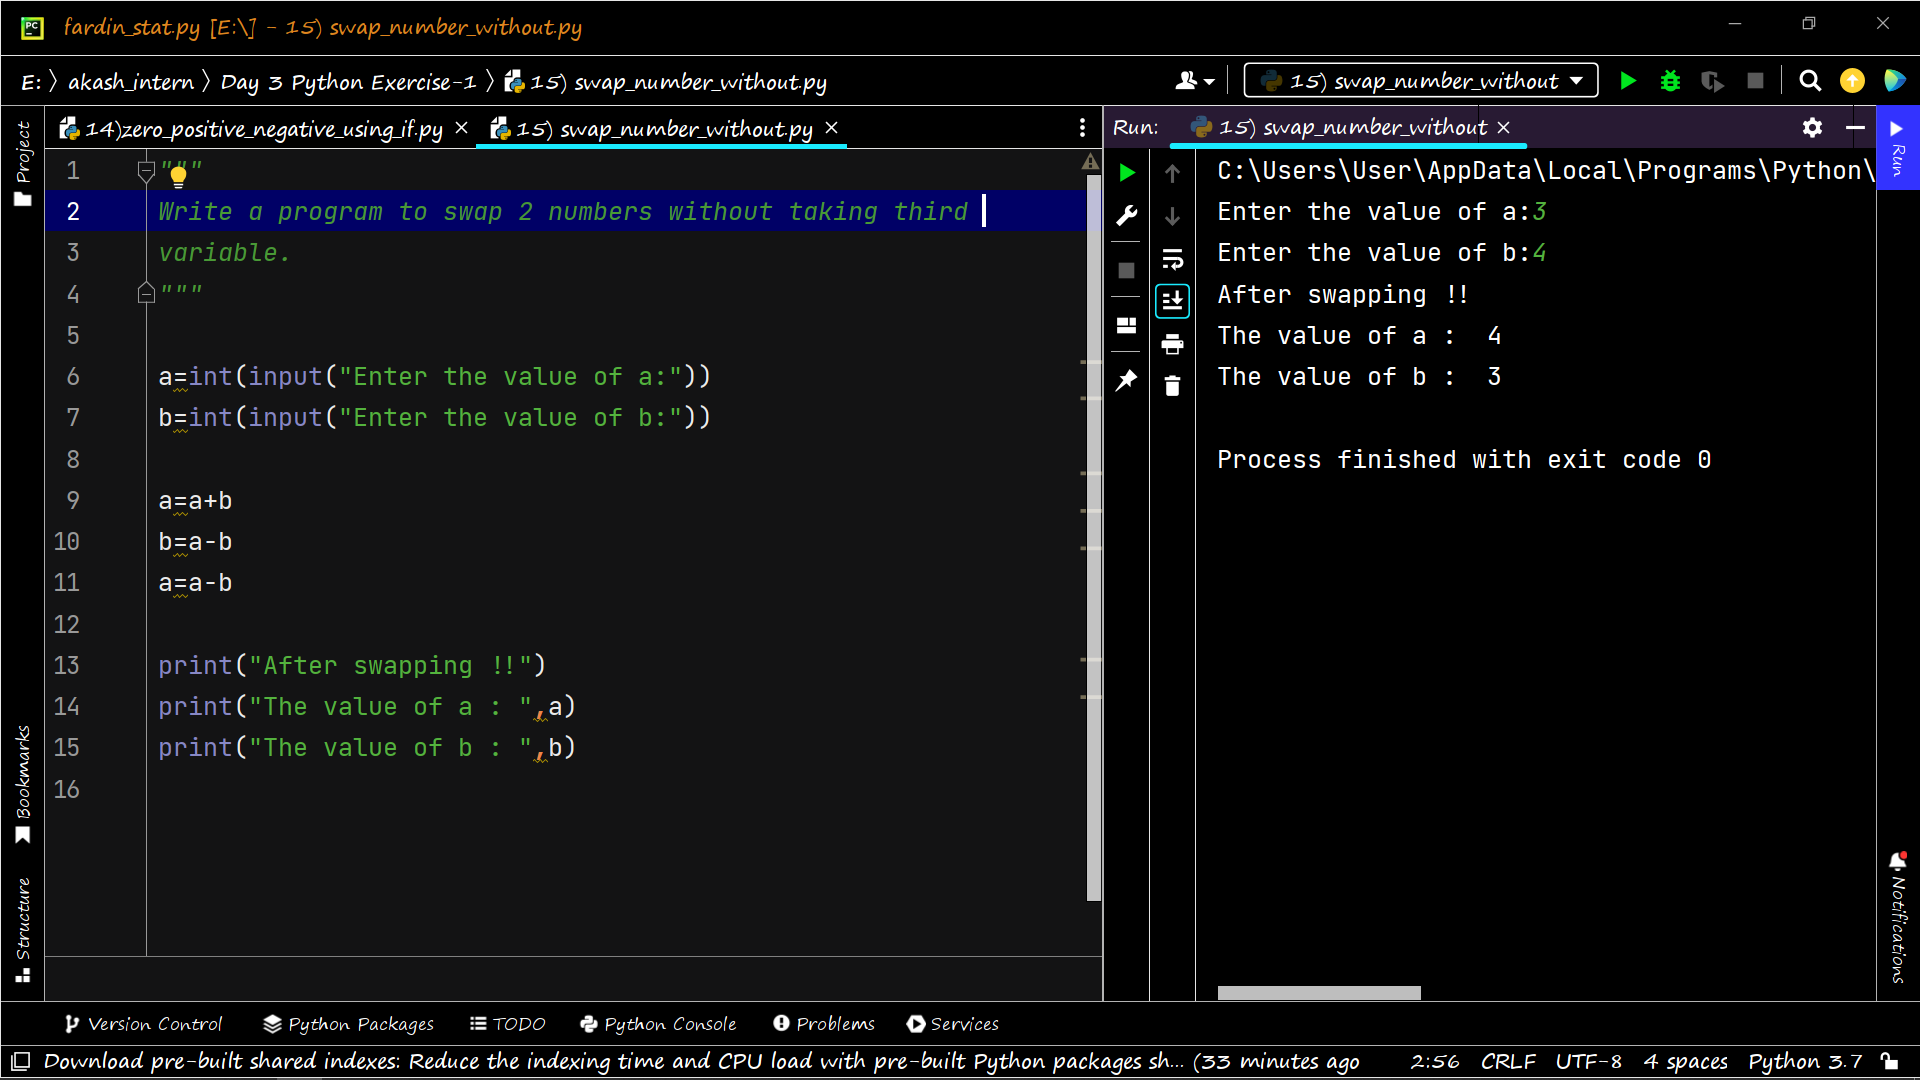 PC fardin_stat.py [E:\] - 15) swap_number_without.py
E: 〉 akash_intern 〉 Day 3 Python Exercise-1 〉 15) swap_number_without.py
15) swap_number_without
Project
14)zero_positive_negative_using_if.py
15) swap_number_without.py
1 """
2 Write a program to swap 2 numbers without taking third
3 variable.
4 """
5
6 a=int(input("Enter the value of a:"))
7 b=int(input("Enter the value of b:"))
8
9 a=a+b
10 b=a-b
11 a=a-b
12
13 print("After swapping !!")
14 print("The value of a : ",a)
15 print("The value of b : ",b)
16
Bookmarks
Structure
Run: 15) swap_number_without
C:\Users\User\AppData\Local\Programs\Python\
Enter the value of a:3
Enter the value of b:4
After swapping !!
The value of a :  4
The value of b :  3
Process finished with exit code 0
Run
Notifications
Version Control Python Packages TODO Python Console Problems Services
Download pre-built shared indexes: Reduce the indexing time and CPU load with pre-built Python packages sh... (33 minutes ago 2:56 CRLF UTF-8 4 spaces Python 3.7